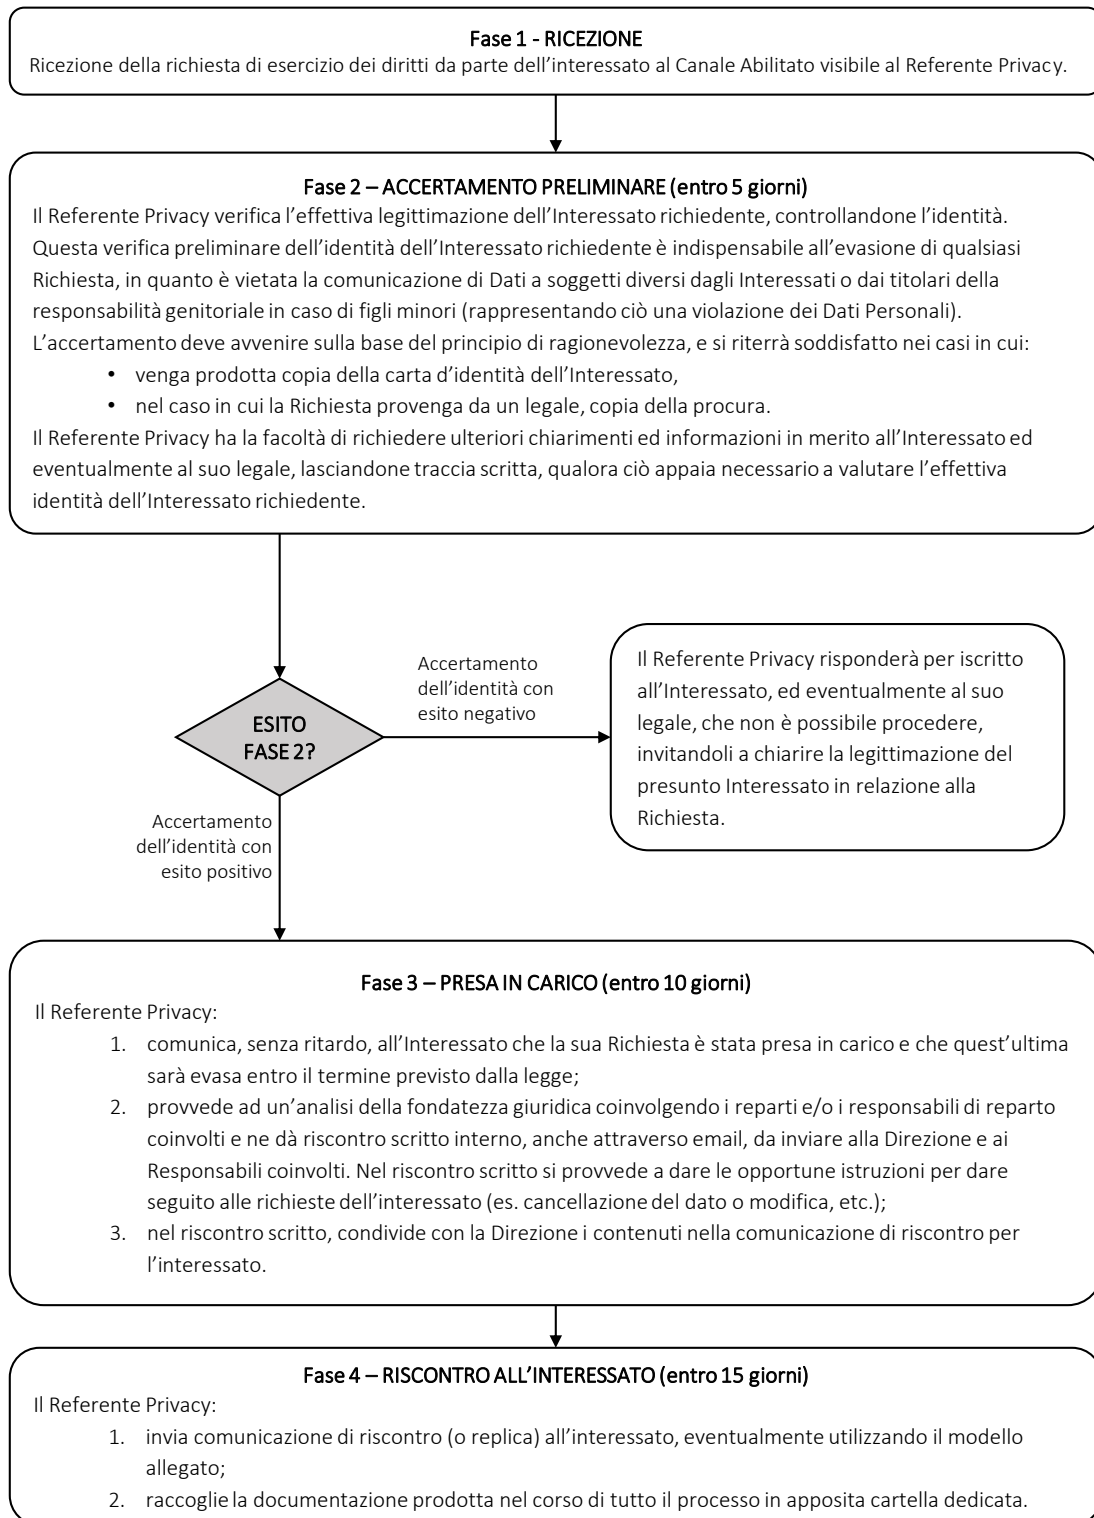 Fase 1 - RICEZIONE
Ricezione della richiesta di esercizio dei diritti da parte dell’interessato al Canale Abilitato visibile al Referente Privacy.
Fase 2 – ACCERTAMENTO PRELIMINARE (entro 5 giorni)
Il Referente Privacy verifica l’effettiva legittimazione dell’Interessato richiedente, controllandone l’identità.
Questa verifica preliminare dell’identità dell’Interessato richiedente è indispensabile all’evasione di qualsiasi
Richiesta, in quanto è vietata la comunicazione di Dati a soggetti diversi dagli Interessati o dai titolari della
responsabilità genitoriale in caso di figli minori (rappresentando ciò una violazione dei Dati Personali).
L’accertamento deve avvenire sulla base del principio di ragionevolezza, e si riterrà soddisfatto nei casi in cui:
• venga prodotta copia della carta d’identità dell’Interessato,
• nel caso in cui la Richiesta provenga da un legale, copia della procura.
Il Referente Privacy ha la facoltà di richiedere ulteriori chiarimenti ed informazioni in merito all’Interessato ed
eventualmente al suo legale, lasciandone traccia scritta, qualora ciò appaia necessario a valutare l’effettiva
identità dell’Interessato richiedente.
ESITO
FASE 2?
Accertamento
dell’identità con
esito negativo
Il Referente Privacy risponderà per iscritto
all’Interessato, ed eventualmente al suo
legale, che non è possibile procedere,
invitandoli a chiarire la legittimazione del
presunto Interessato in relazione alla
Richiesta.
Accertamento
dell’identità con
esito positivo
Fase 3 – PRESA IN CARICO (entro 10 giorni)
Il Referente Privacy:
1. comunica, senza ritardo, all’Interessato che la sua Richiesta è stata presa in carico e che quest’ultima
sarà evasa entro il termine previsto dalla legge;
2. provvede ad un’analisi della fondatezza giuridica coinvolgendo i reparti e/o i responsabili di reparto
coinvolti e ne dà riscontro scritto interno, anche attraverso email, da inviare alla Direzione e ai
Responsabili coinvolti. Nel riscontro scritto si provvede a dare le opportune istruzioni per dare
seguito alle richieste dell’interessato (es. cancellazione del dato o modifica, etc.);
3. nel riscontro scritto, condivide con la Direzione i contenuti nella comunicazione di riscontro per
l’interessato.
Fase 4 – RISCONTRO ALL’INTERESSATO (entro 15 giorni)
Il Referente Privacy:
1. invia comunicazione di riscontro (o replica) all’interessato, eventualmente utilizzando il modello
allegato;
2. raccoglie la documentazione prodotta nel corso di tutto il processo in apposita cartella dedicata.